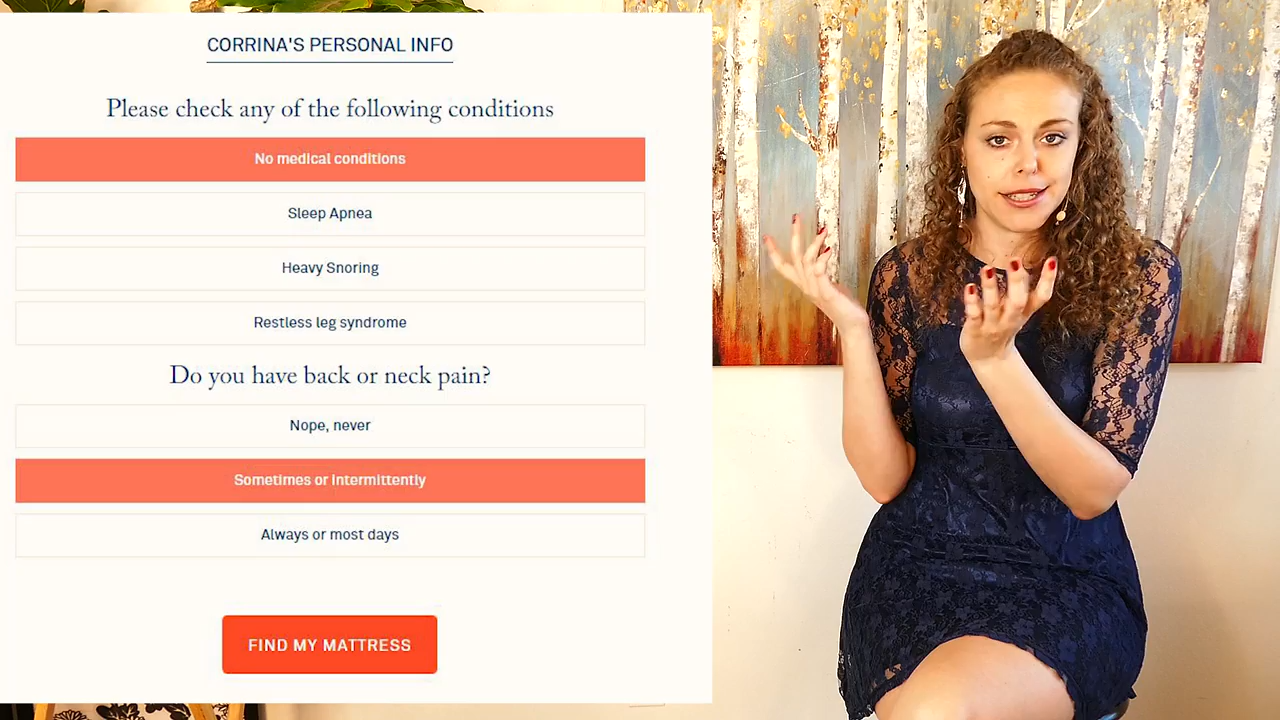 CORRINA'S PERSONAL INFO
Please check any of the following conditions
No medical conditions
Sleep Apnea
Heavy Snoring
Restless leg syndrome
Do you have back or neck pain?
Nope, never
Sometimes or intermittently
Always or most days
FIND MY MATTRESS